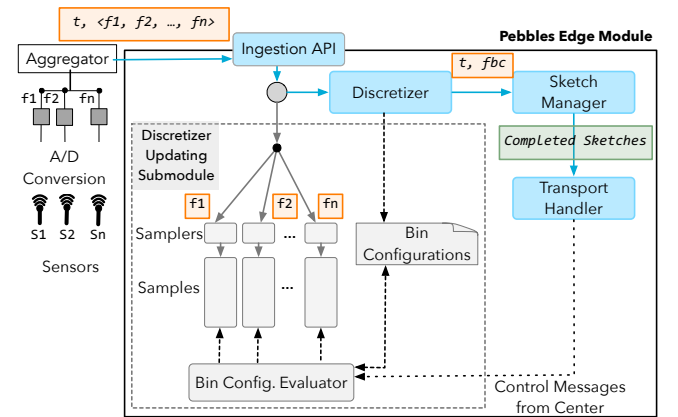 t, <f1, f2, …, fn>
Pebbles Edge Module
Aggregator
Ingestion API
t, fbc
f1 f2 fn
Discretizer
Sketch
Manager
A/D
Conversion
Discretizer
Updating
Submodule
Completed Sketches
Transport
Handler
f1
f2
fn
S1 S2 Sn
Sensors
Samplers
...
Bin
Configurations
Samples
...
Bin Config. Evaluator
Control Messages
from Center